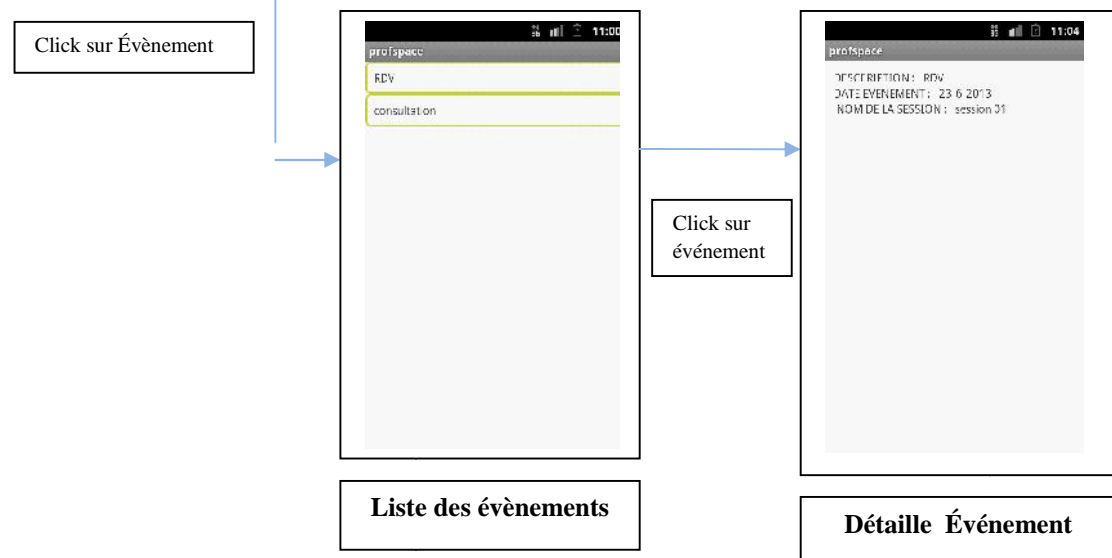 Click sur Évènement
11:00
profspace
RDV
consultation
Click sur
événement
11:04
profspace
DESCRIPTION : RDV
DATE EVENEMENT : 23 6 2013
NOM DE LA SESSION : session 01
Liste des évènements
Détaille Événement